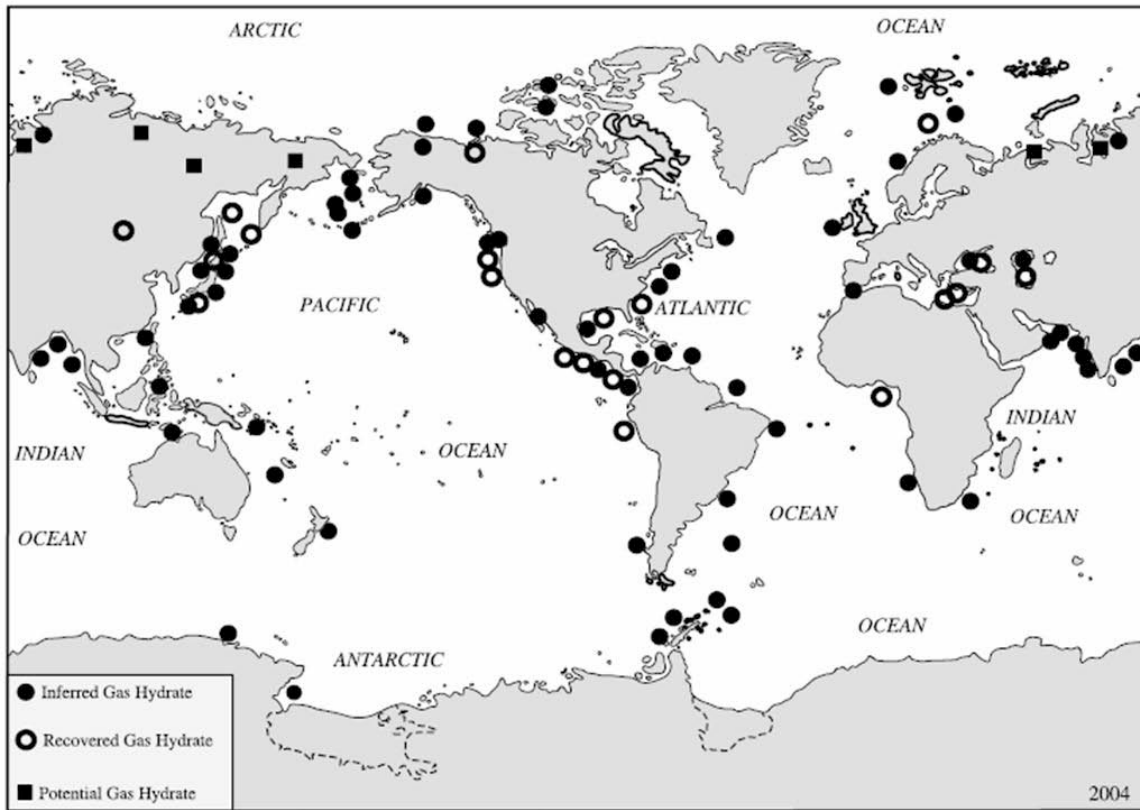 ARCTIC
OCEAN
PACIFIC
ATLANTIC
INDIAN
OCEAN
INDIAN
OCEAN
OCEAN
OCEAN
OCEAN
ANTARCTIC
Inferred Gas Hydrate
Recovered Gas Hydrate
Potential Gas Hydrate
2004